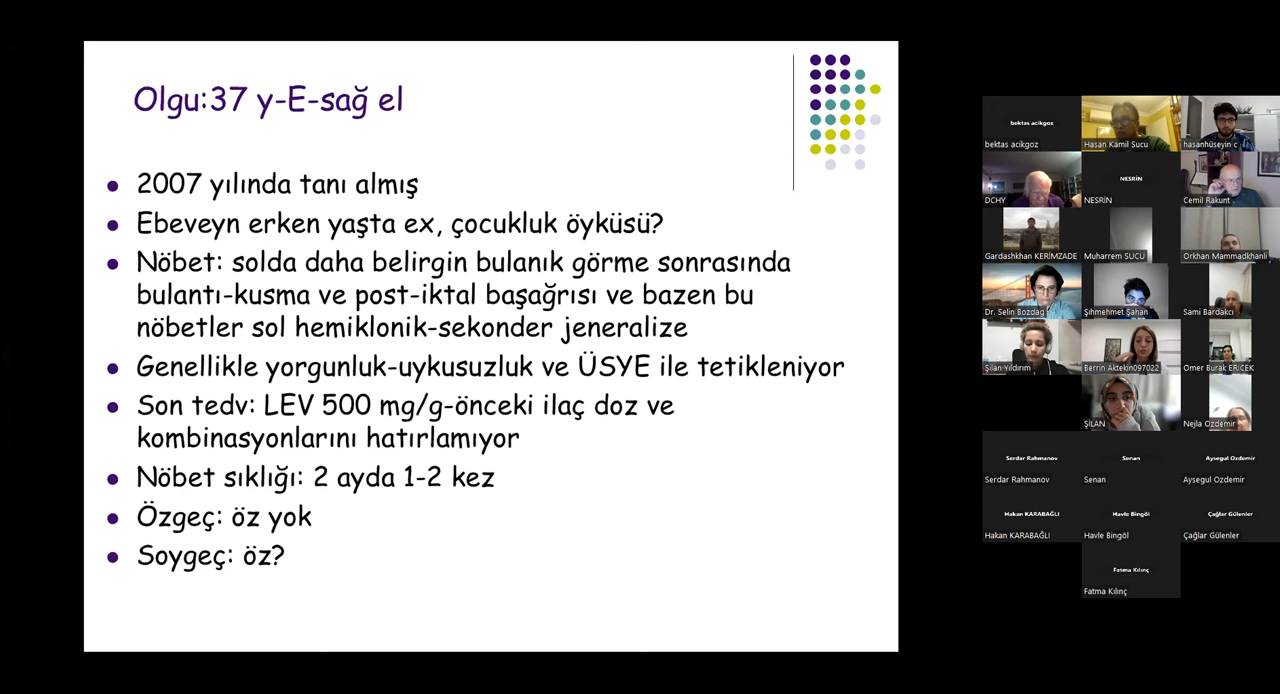 Olgu:37 y-E-sağ el
2007 yılında tanı almış
Ebeveyn erken yaşta ex, çocukluk öyküsü?
Nöbet: solda daha belirgin bulanık görme sonrasında
bulantı-kusma ve post-iktal başağrısı ve bazen bu
nöbetler sol hemiklonik-sekonder jeneralize
Genellikle yorgunluk-uykusuzluk ve ÜSYE ile tetikleniyor
Son tedv: LEV 500 mg/g-önceki ilaç doz ve
kombinasyonlarını hatırlamıyor
Nöbet sıklığı: 2 ayda 1-2 kez
Özgeç: öz yok
Soygeç: öz?
bektas acikgoz
bektas acikgoz
Hasan Kamil Sucu
hasanhüseyin c
DCHY
NESRİN
NESRİN
Cemil Rakunt
Gardashkhan KERİMZADE
Muharrem SUCU
Orkhan Mammadkhanli
Dr. Selin Bozdag
Şıhmehmet Şahan
Sami Bardakcı
Şilan Yıldırım
Berrin Aktekin097022
Omer Burak ERİCEK
ŞİLAN
Nejla Ozdemir
Serdar Rahmanov
Serdar Rahmanov
Senan
Senan
Aysegul Ozdemir
Aysegul Ozdemir
Hakan KARABAĞLI
Hakan KARABAĞLI
Havle Bingöl
Havle Bingöl
Çağlar Gülenler
Çağlar Gülenler
Fatma Kılınç
Fatma Kılınç